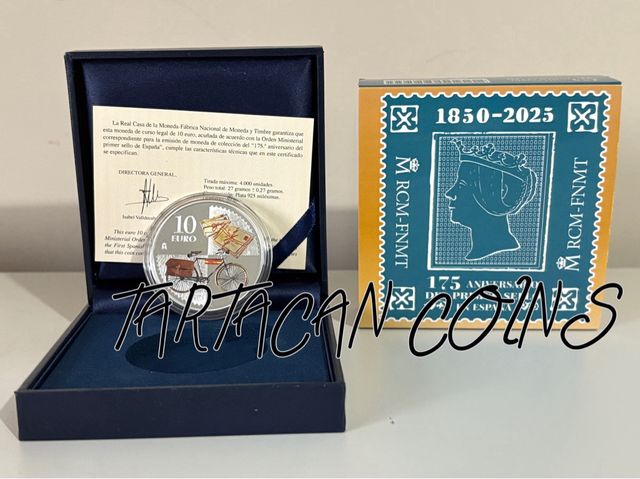 La Real Casa de la Moneda-Fábrica Nacional de Moneda y Timbre garantiza que
esta moneda de curso legal de 10 euro, acuñada de acuerdo con la Orden Ministerial
correspondiente para la emisión de moneda de colección del "175.º aniversario del
primer sello de España", cumple las características técnicas que en este certificado
se especifican.
DIRECTORA GENERAL,
Tirada máxima: 4.000 unidades
Peso total: 27 gramos ± 0,27 gramos
Plata 925 milésimas.
Isabel
This euro 10
Ministerial Order
the First Spanish
that this coin
10
EURO
1850-2025
RCM-FNMT
RCM-FNMT
175 ANIVERSARIO
ESPAÑA
TARTACAN COINS